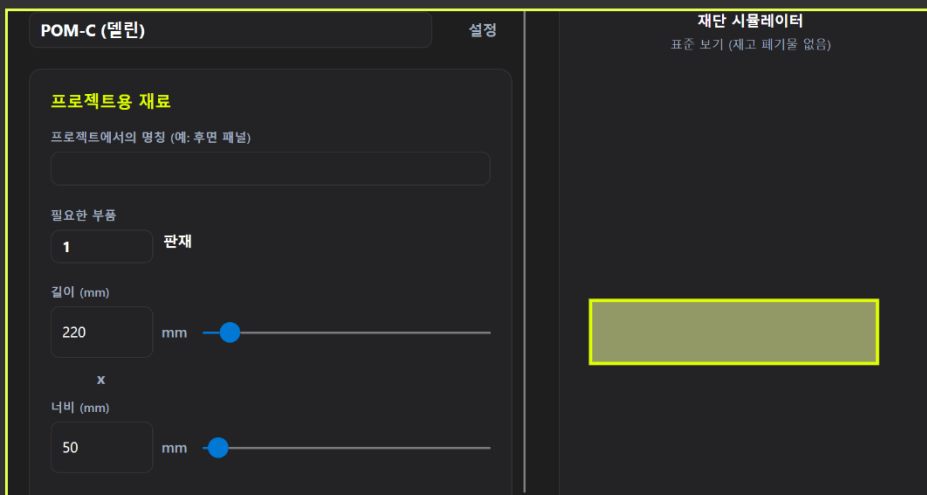 POM-C (델린)
설정
프로젝트용 재료
프로젝트에서의 명칭 (예: 후면 패널)
필요한 부품
1
판재
길이 (mm)
220
mm
x
너비 (mm)
50
mm
재단 시뮬레이터
표준 보기 (재고 폐기물 없음)